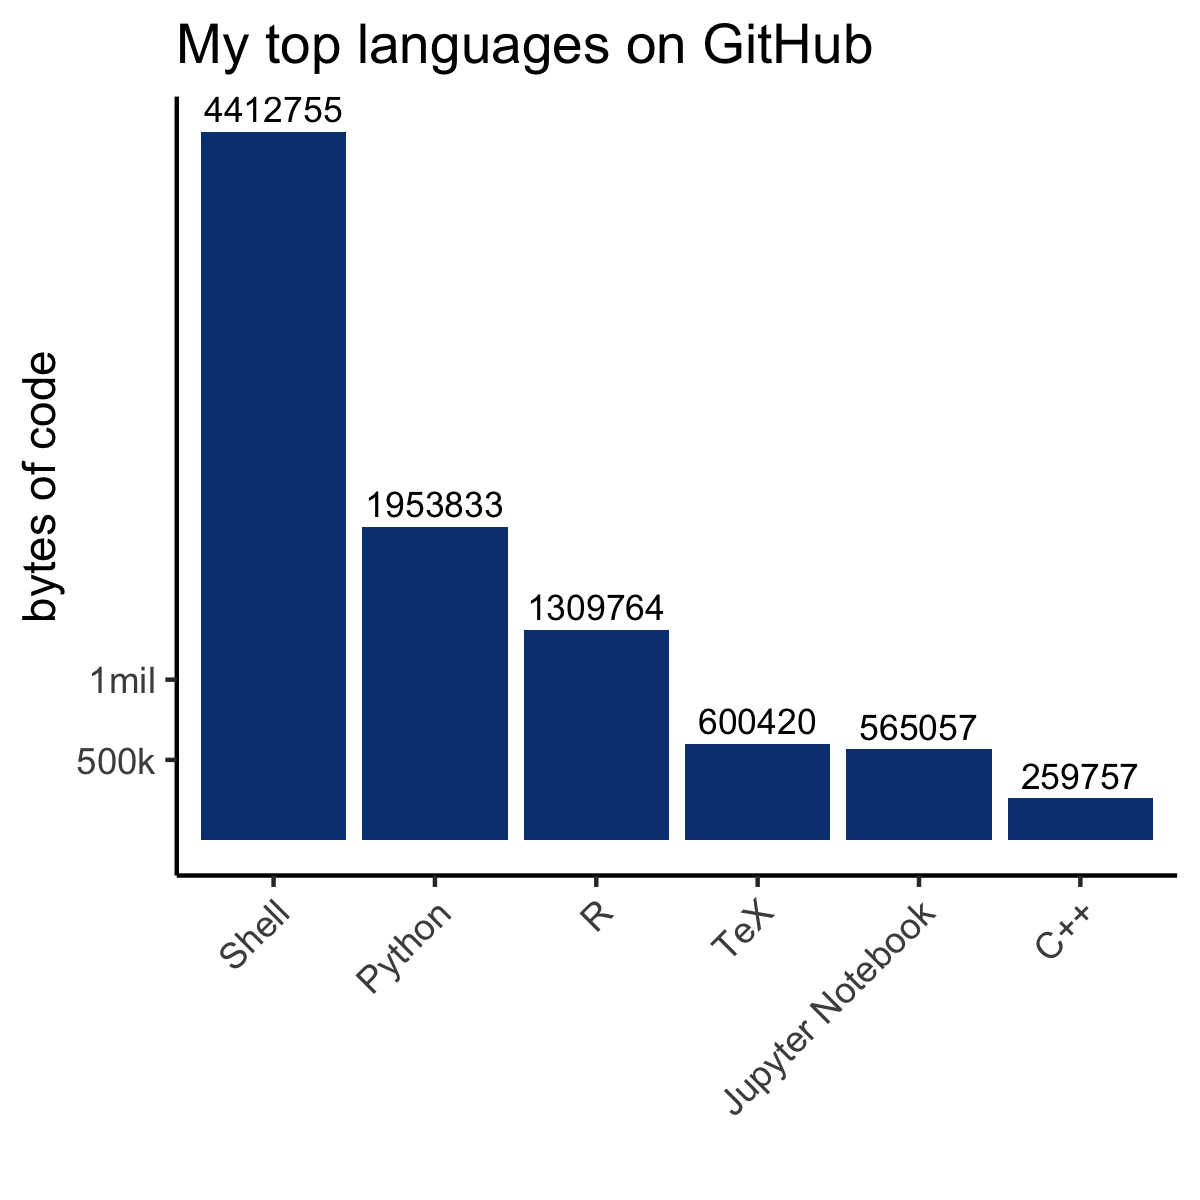 My top languages on GitHub
4412755
1953833
1309764
600420
565057
259757
bytes of code
1mil
500k
Shell
Python
R
TeX
Jupyter Notebook
C++